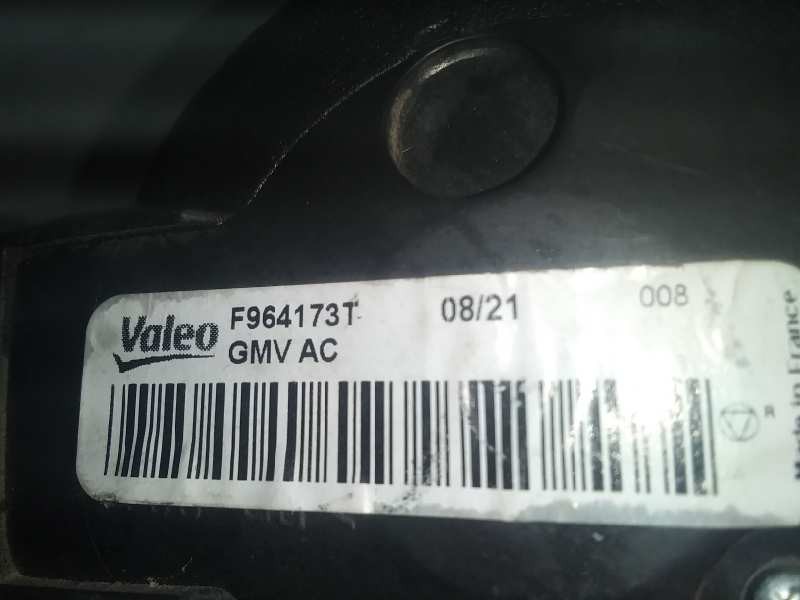 Valeo F964173T 08/21 008
GMV AC
R
Made in France